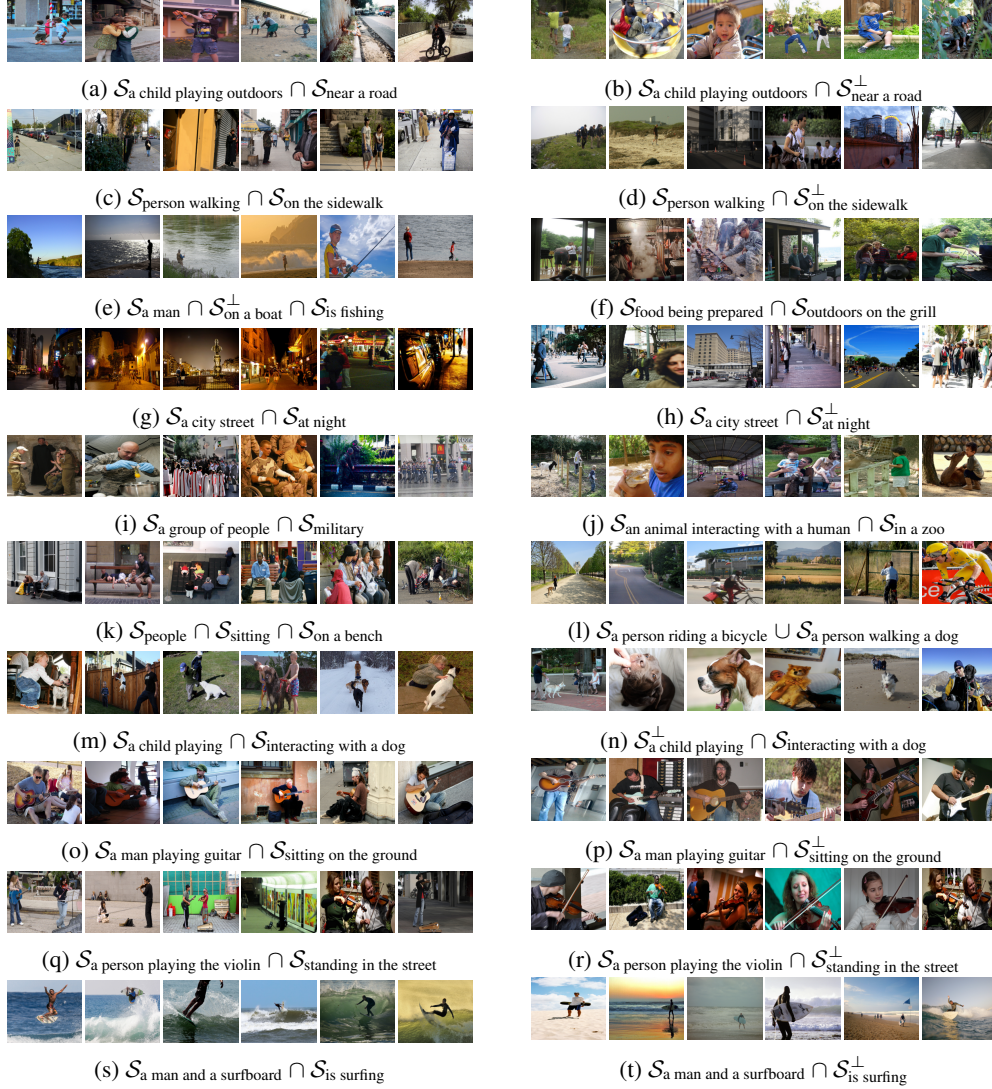 (a) 𝒮a child playing outdoors ∩ 𝒮near a road
(b) 𝒮a child playing outdoors ∩ 𝒮⊥near a road
(c) 𝒮person walking ∩ 𝒮on the sidewalk
(d) 𝒮person walking ∩ 𝒮⊥on the sidewalk
(e) 𝒮a man ∩ 𝒮⊥on a boat ∩ 𝒮is fishing
(f) 𝒮food being prepared ∩ 𝒮outdoors on the grill
(g) 𝒮a city street ∩ 𝒮at night
(h) 𝒮a city street ∩ 𝒮⊥at night
(i) 𝒮a group of people ∩ 𝒮military
(j) 𝒮an animal interacting with a human ∩ 𝒮in a zoo
(k) 𝒮people ∩ 𝒮sitting ∩ 𝒮on a bench
(l) 𝒮a person riding a bicycle ∪ 𝒮a person walking a dog
(m) 𝒮a child playing ∩ 𝒮interacting with a dog
(n) 𝒮⊥a child playing ∩ 𝒮interacting with a dog
(o) 𝒮a man playing guitar ∩ 𝒮sitting on the ground
(p) 𝒮a man playing guitar ∩ 𝒮⊥sitting on the ground
(q) 𝒮a person playing the violin ∩ 𝒮standing in the street
(r) 𝒮a person playing the violin ∩ 𝒮⊥standing in the street
(s) 𝒮a man and a surfboard ∩ 𝒮is surfing
(t) 𝒮a man and a surfboard ∩ 𝒮⊥is surfing